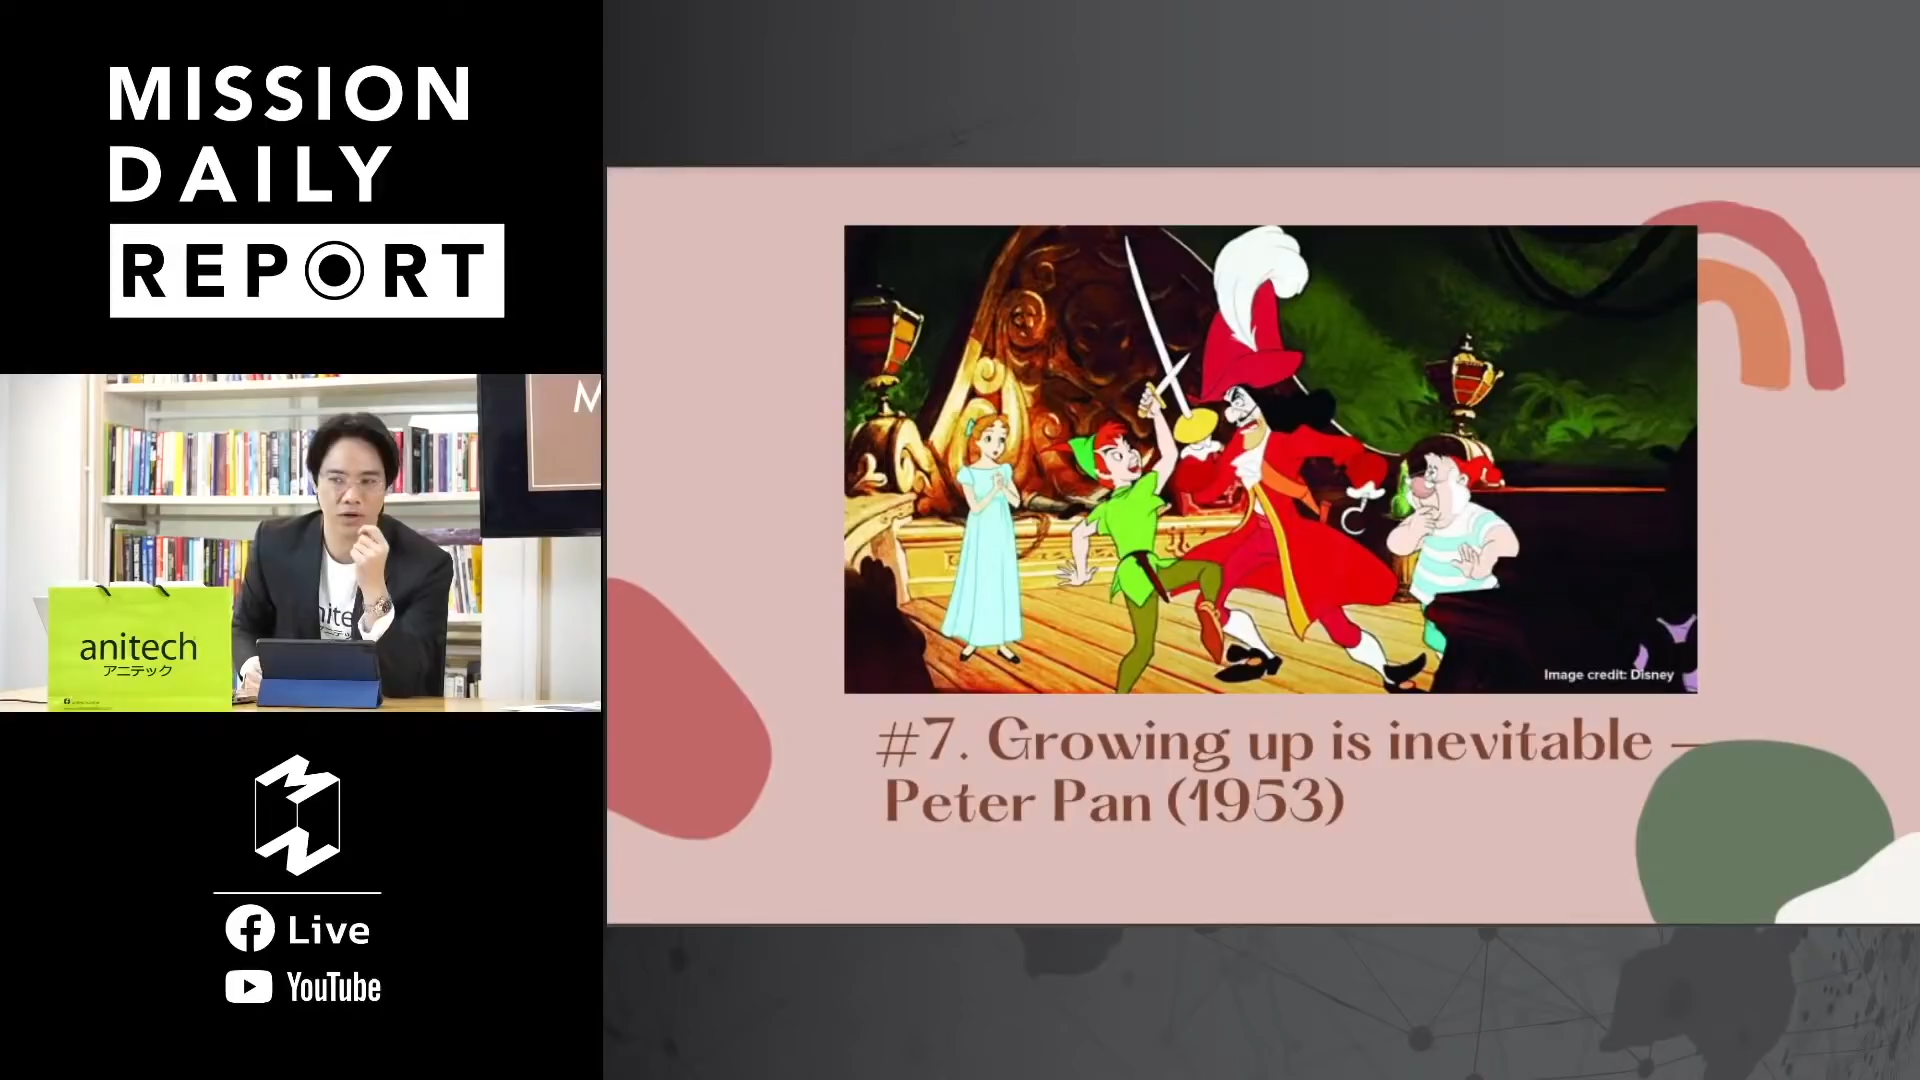 MISSION
DAILY
REPORT
M
anitech
アニテック
nite
Live
YouTube
Image credit: Disney
#7. Growing up is inevitable —
Peter Pan (1953)